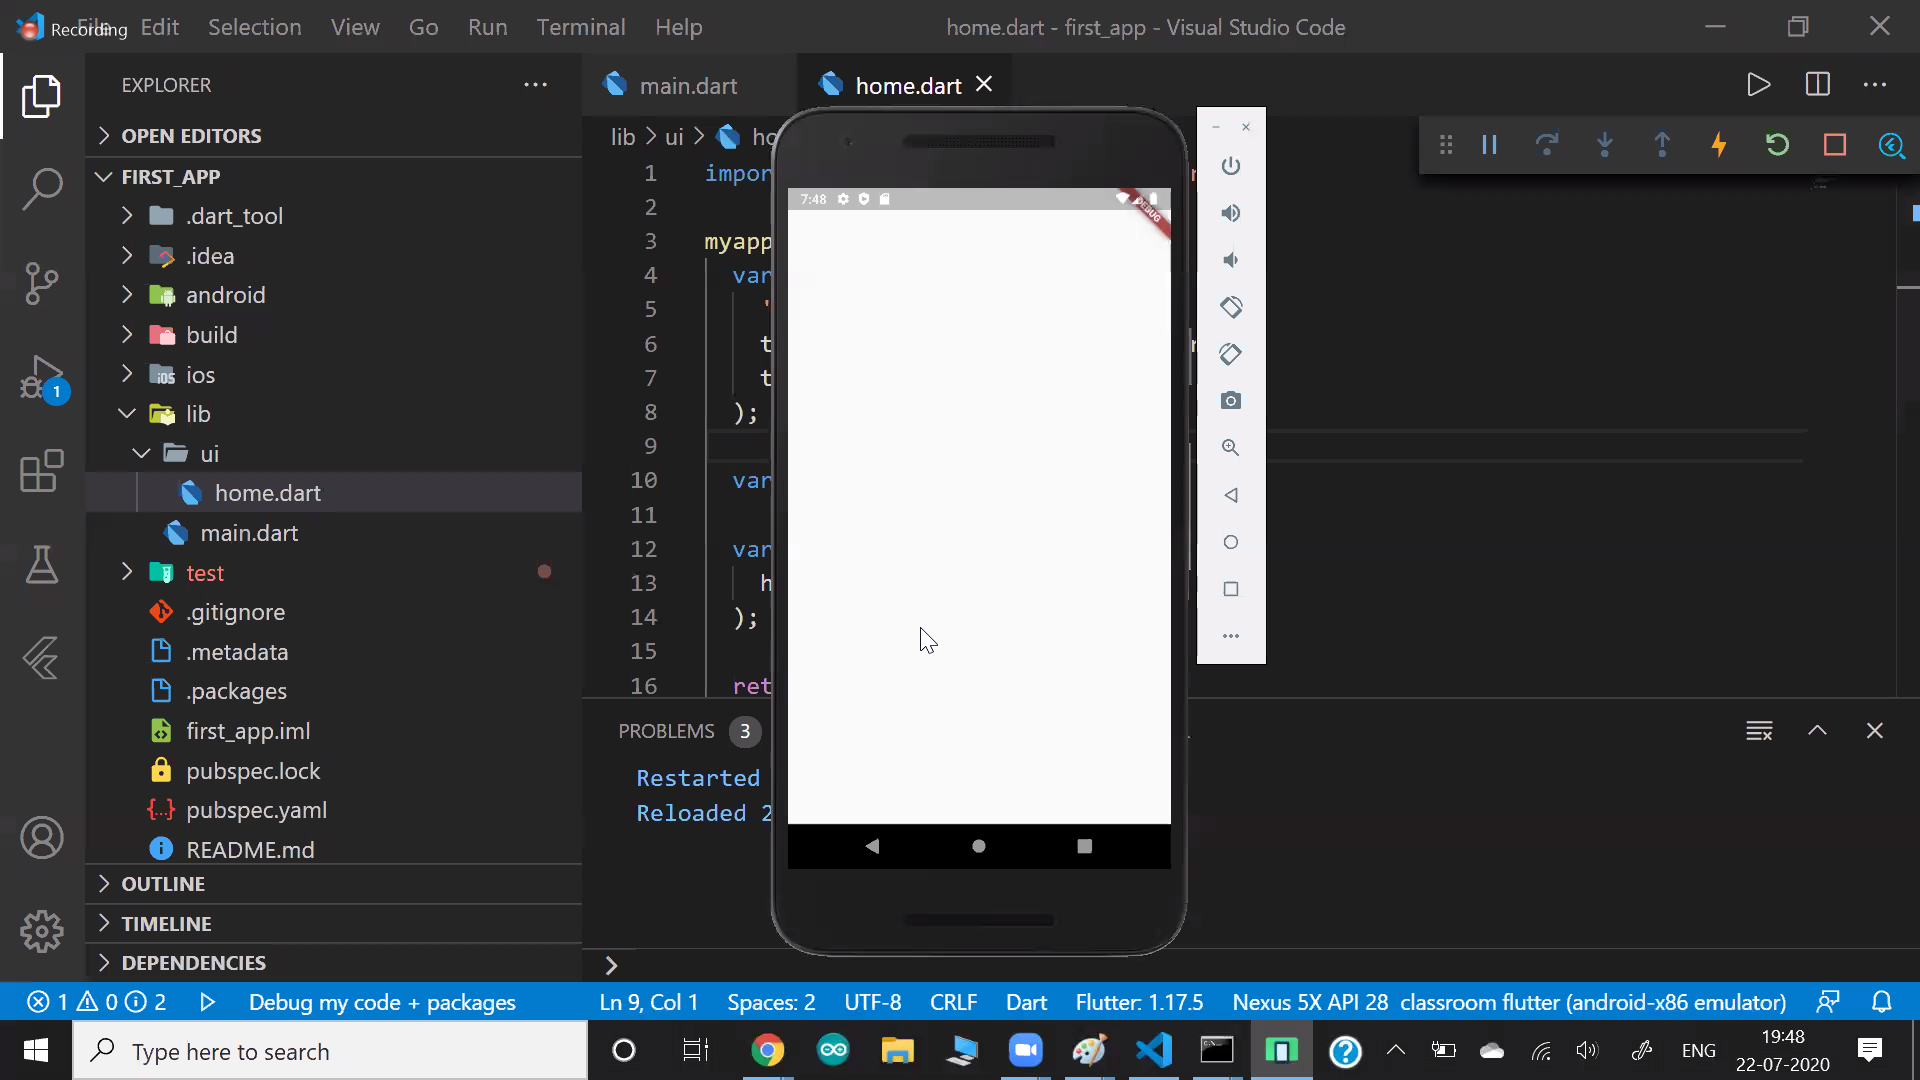 Recording
File Edit Selection View Go Run Terminal Help
home.dart - first_app - Visual Studio Code
EXPLORER
OPEN EDITORS
FIRST_APP
.dart_tool
.idea
android
build
ios
lib
ui
home.dart
main.dart
test
.gitignore
.metadata
.packages
first_app.iml
pubspec.lock
pubspec.yaml
README.md
OUTLINE
TIMELINE
DEPENDENCIES
main.dart
home.dart
lib > ui > ho
1 impor
2
3 myapp
4 var
5 '
6 t
7 t
8 );
9
10 var
11
12 var
13 h
14 );
15
16 ret
7:48
DEBUG
PROBLEMS 3
Restarted
Reloaded 2
1
1 0 2
Debug my code + packages
Ln 9, Col 1
Spaces: 2
UTF-8
CRLF
Dart
Flutter: 1.17.5
Nexus 5X API 28 classroom flutter (android-x86 emulator)
Type here to search
ENG
19:48
22-07-2020